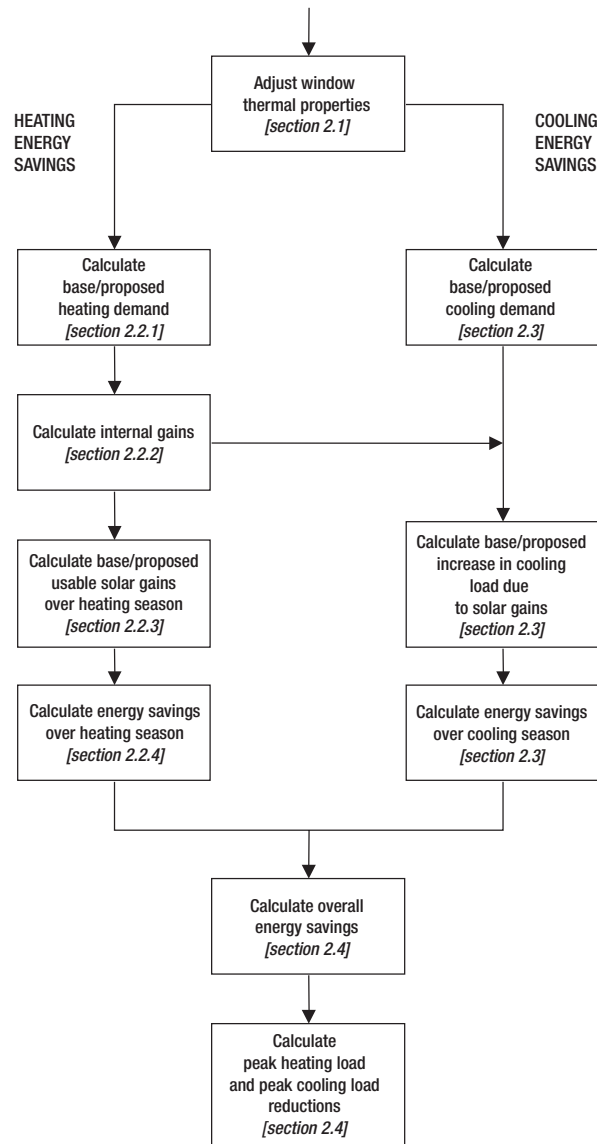 Adjust window
thermal properties
[section 2.1]
HEATING
ENERGY
SAVINGS
COOLING
ENERGY
SAVINGS
Calculate
base/proposed
heating demand
[section 2.2.1]
Calculate
base/proposed
cooling demand
[section 2.3]
Calculate internal gains
[section 2.2.2]
Calculate base/proposed
usable solar gains
over heating season
[section 2.2.3]
Calculate base/proposed
increase in cooling
load due
to solar gains
[section 2.3]
Calculate energy savings
over heating season
[section 2.2.4]
Calculate energy savings
over cooling season
[section 2.3]
Calculate overall
energy savings
[section 2.4]
Calculate
peak heating load
and peak cooling load
reductions
[section 2.4]